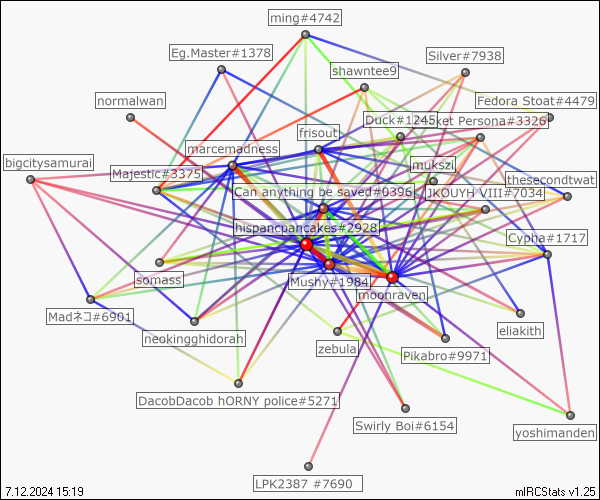 ming#4742
Eg.Master#1378
Silver#7938
shawntee9
normalwan
Fedora Stoat#4479
Duck#1245
ket Persona#3326
frisout
marcemadness
bigcitysamurai
mukszi
Majestic#3375
thesecondtwat
Can anything be saved#0396
JKOUYH VIII#7034
hispancpancakes#2928
Cypha#1717
somass
Mushy#1984
moonraven
Madネコ#6901
neokingghidorah
eliakith
zebula
Pikabro#9971
DacobDacob hORNY police#5271
Swirly Boi#6154
yoshimanden
LPK2387 #7690
7.12.2024 15:19
mIRCStats v1.25